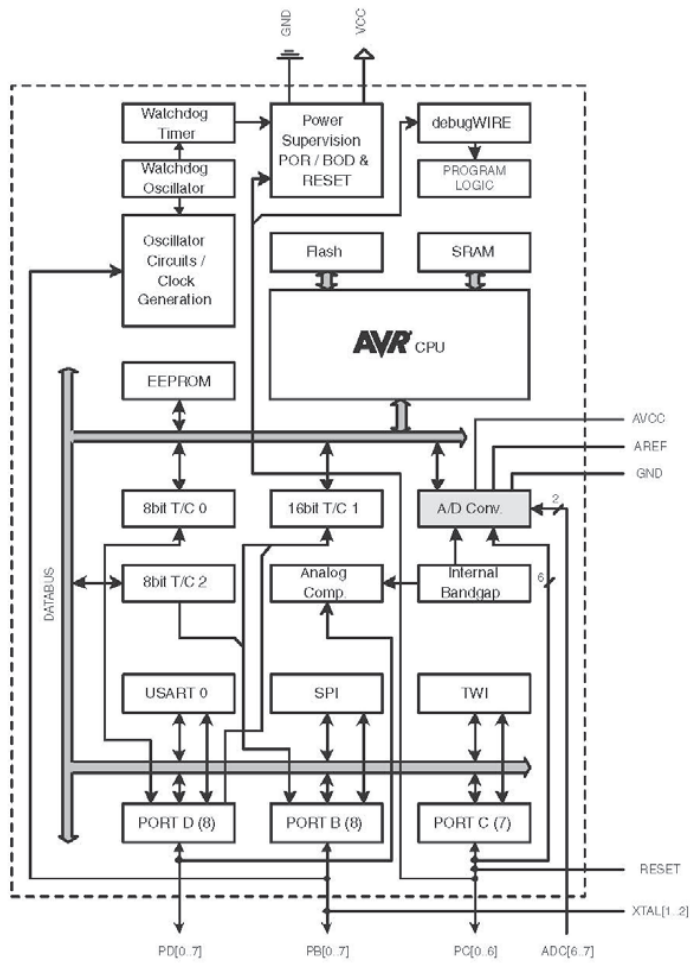 GND
VCC
Watchdog
Timer
Power
Supervision
POR / BOD &
RESET
debugWIRE
Watchdog
Oscillator
PROGRAM
LOGIC
Oscillator
Circuits /
Clock
Generation
Flash
SRAM
AVR CPU
EEPROM
AVCC
AREF
GND
8bit T/C 0
16bit T/C 1
A/D Conv.
2
DATABUS
8bit T/C 2
Analog
Comp.
Internal
Bandgap
6
USART 0
SPI
TWI
PORT D (8)
PORT B (8)
PORT C (7)
RESET
XTAL[1..2]
PD[0..7]
PB[0..7]
PC[0..6]
ADC[6..7]